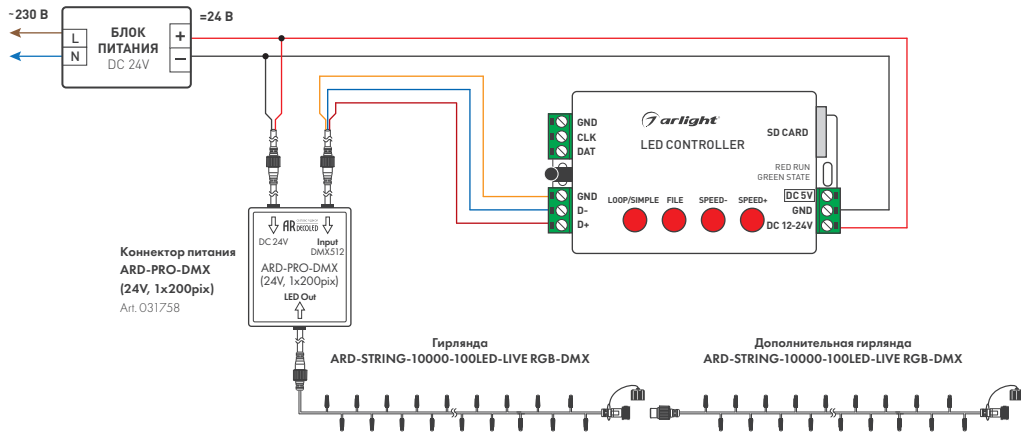 ~230 В
L
N
БЛОК
ПИТАНИЯ
DC 24V
+
−
=24 В
GND
CLK
DAT
GND
D-
D+
arlight
LED CONTROLLER
SD CARD
RED RUN
GREEN STATE
LOOP/SIMPLE
FILE
SPEED-
SPEED+
DC 5V
GND
DC 12-24V
Коннектор питания
ARD-PRO-DMX
(24V, 1x200pix)
Art. 031758
AR DECOLED
DC 24V
Input
DMX512
ARD-PRO-DMX
(24V, 1x200pix)
LED Out
Гирлянда
ARD-STRING-10000-100LED-LIVE RGB-DMX
Дополнительная гирлянда
ARD-STRING-10000-100LED-LIVE RGB-DMX